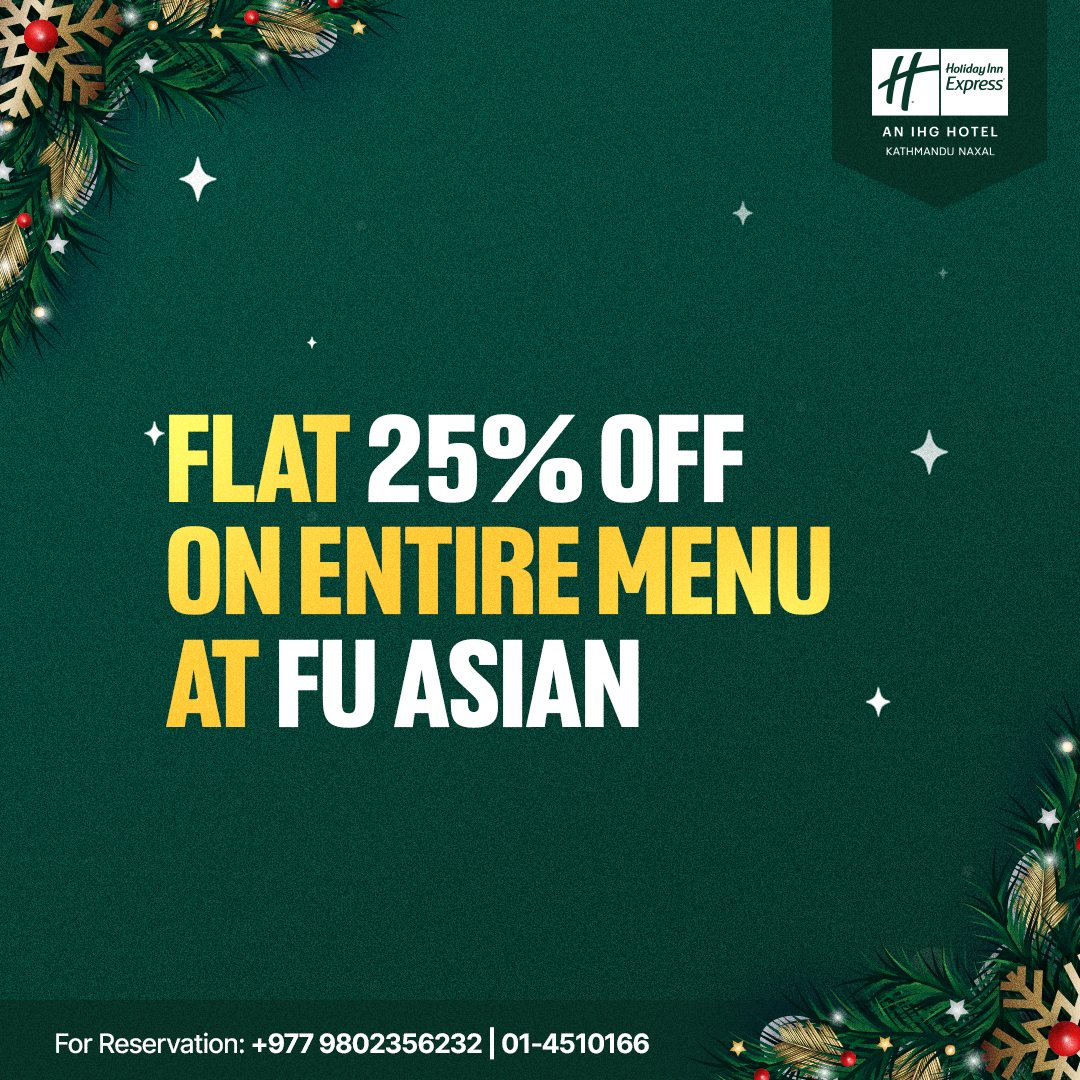 Holiday Inn
Express
AN IHG HOTEL
KATHMANDU NAXAL
FLAT 25% OFF
ON ENTIRE MENU
AT FU ASIAN
For Reservation: +977 9802356232 | 01-4510166